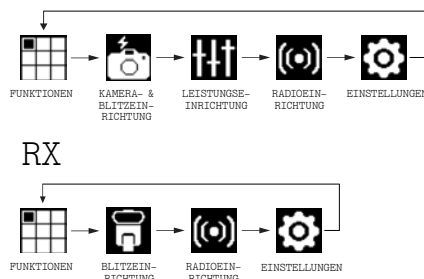 FUNKTIONEN KAMERA- & LEISTUNGSE- RADIOEIN- EINSTELLUNGEN
BLITZEIN- INRICHTUNG RICHTUNG
RICHTUNG
RX
FUNKTIONEN BLITZEIN- RADIOEIN- EINSTELLUNGEN
RICHTUNG RICHTUNG